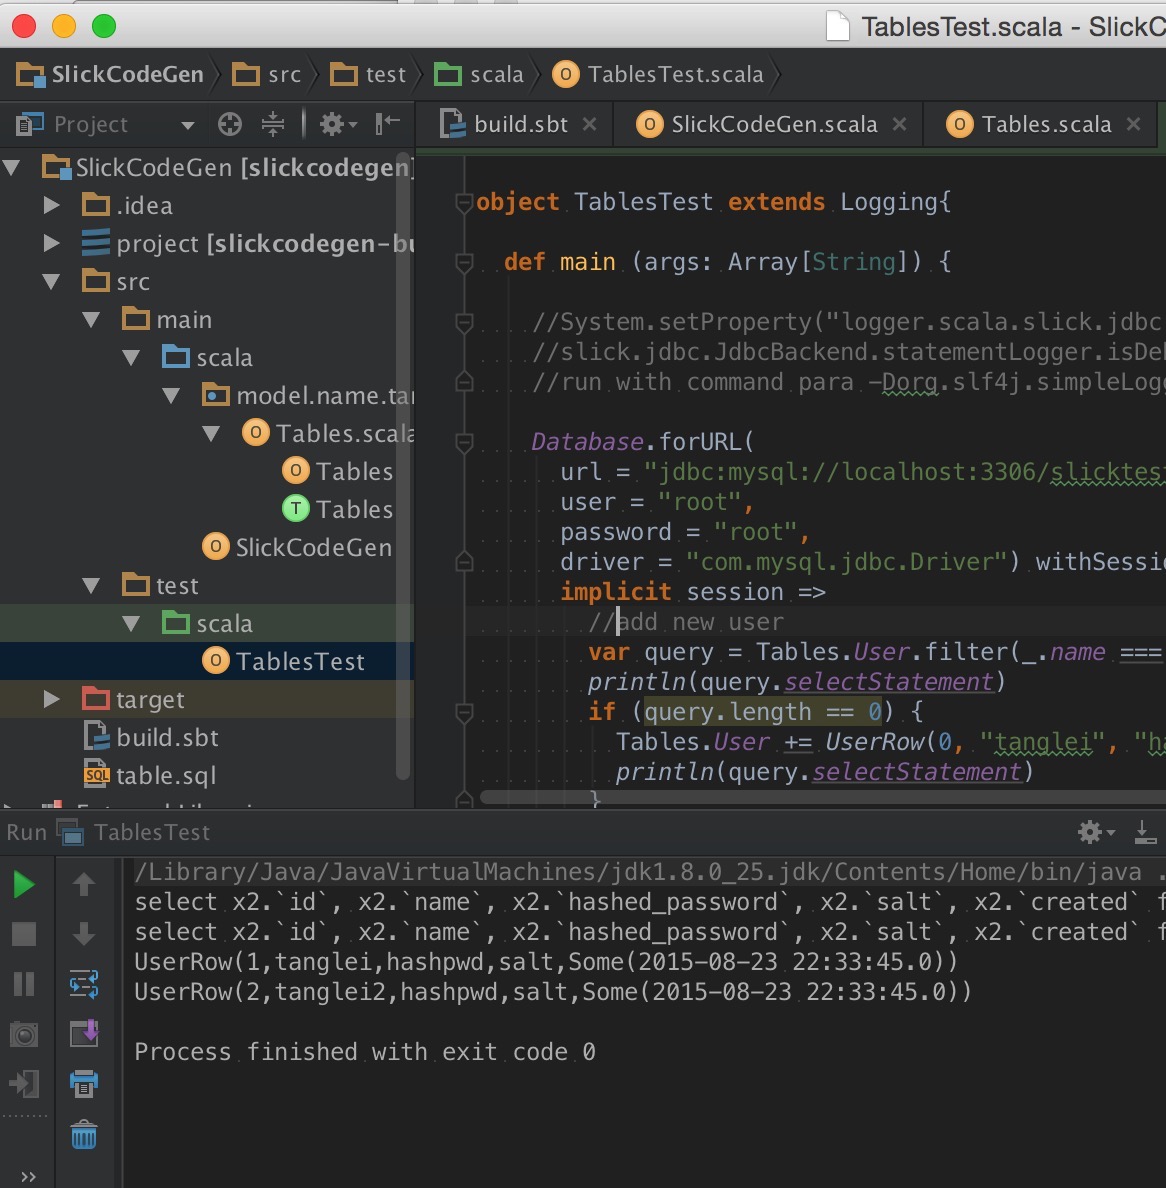 TablesTest.scala - SlickC
SlickCodeGen src test scala TablesTest.scala
Project
build.sbt SlickCodeGen.scala Tables.scala
SlickCodeGen [slickcodegen]
.idea
project [slickcodegen-bu
src
main
scala
model.name.tar
Tables.scala
Tables
T Tables
SlickCodeGen
test
scala
TablesTest
target
build.sbt
SQL table.sql
object TablesTest extends Logging{
def main (args: Array[String]) {
//System.setProperty("logger.scala.slick.jdbc
//slick.jdbc.JdbcBackend.statementLogger.isDeb
//run with command para -Dorg.slf4j.simpleLogg
Database.forURL(
url = "jdbc:mysql://localhost:3306/slicktest
user = "root",
password = "root",
driver = "com.mysql.jdbc.Driver") withSessio
implicit session =>
//add new user
var query = Tables.User.filter(_.name ===
println(query.selectStatement)
if (query.length == 0) {
Tables.User += UserRow(0, "tanglei", "ha
println(query.selectStatement)
}
Run TablesTest
/Library/Java/JavaVirtualMachines/jdk1.8.0_25.jdk/Contents/Home/bin/java .
select x2.`id`, x2.`name`, x2.`hashed_password`, x2.`salt`, x2.`created` f
select x2.`id`, x2.`name`, x2.`hashed_password`, x2.`salt`, x2.`created` f
UserRow(1,tanglei,hashpwd,salt,Some(2015-08-23 22:33:45.0))
UserRow(2,tanglei2,hashpwd,salt,Some(2015-08-23 22:33:45.0))
Process finished with exit code 0